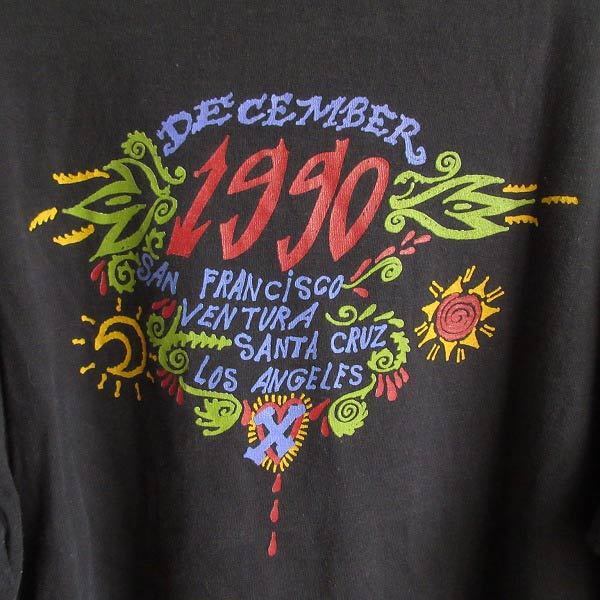 DECEMBER
1990
SAN FRANCISCO
VENTURA
SANTA CRUZ
LOS ANGELES
X